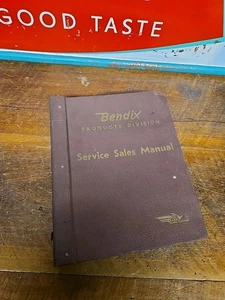 GOOD TASTE
Bendix
PRODUCTS DIVISION
Service Sales Manual